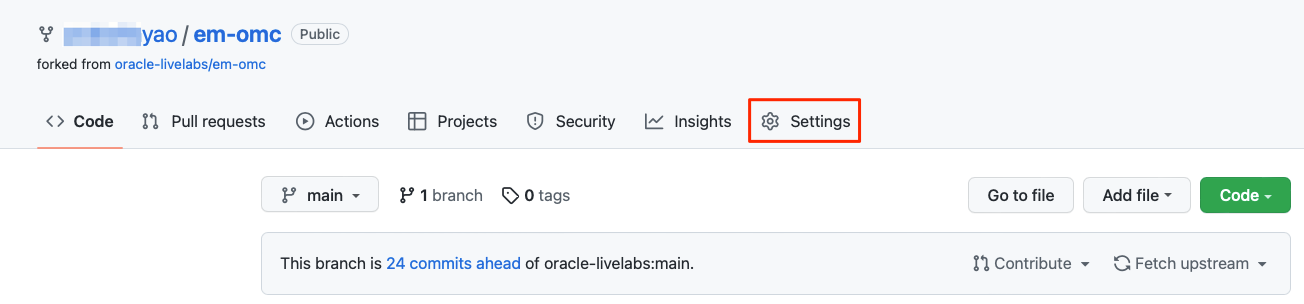 yao / em-omc Public
forked from oracle-livelabs/em-omc
Code Pull requests Actions Projects Security Insights Settings
main 1 branch 0 tags Go to file Add file Code
This branch is 24 commits ahead of oracle-livelabs:main. Contribute Fetch upstream